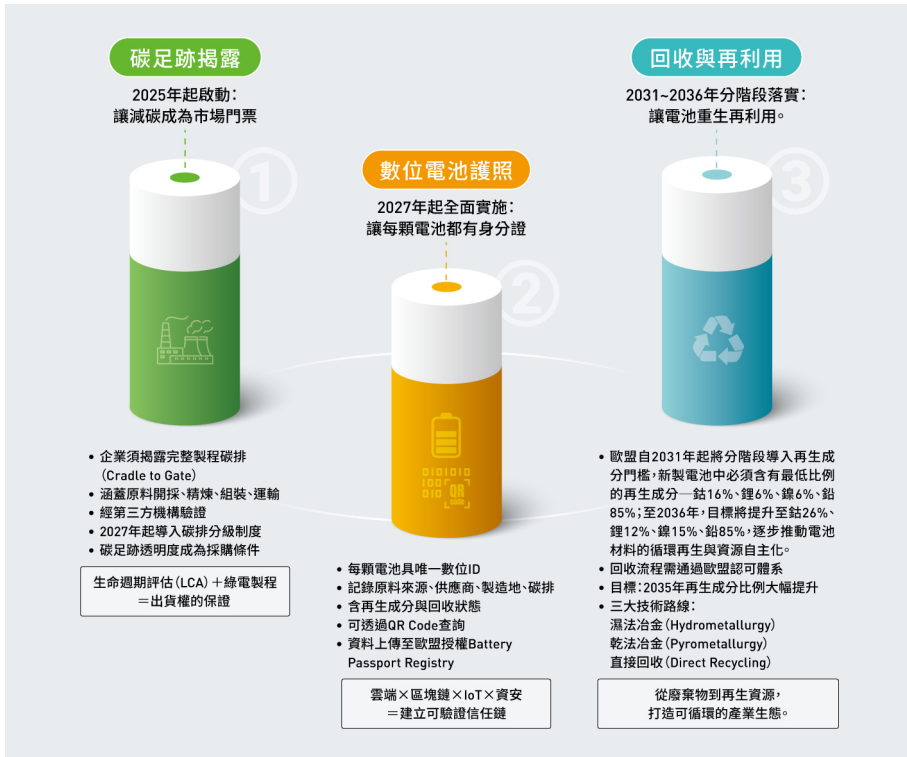 碳足跡揭露
2025年起啟動：
讓減碳成為市場門票
1
• 企業須揭露完整製程碳排
（Cradle to Gate）
• 涵蓋原料開採、精煉、組裝、運輸
• 經第三方機構驗證
• 2027年起導入碳排分級制度
• 碳足跡透明度成為採購條件
生命週期評估（LCA）＋綠電製程
＝出貨權的保證
數位電池護照
2027年起全面實施：
讓每顆電池都有身分證
2
0101010
100
010
QR
• 每顆電池具唯一數位ID
• 記錄原料來源、供應商、製造地、碳排
• 含再生成分與回收狀態
• 可透過QR Code查詢
• 資料上傳至歐盟授權Battery
Passport Registry
雲端×區塊鏈×IoT×資安
＝建立可驗證信任鏈
回收與再利用
2031~2036年分階段落實：
讓電池重生再利用。
3
• 歐盟自2031年起將分階段導入再生成
分門檻，新製電池中必須含有最低比例
的再生成分—鈷16%、鋰6%、鎳6%、鉛
85%；至2036年，目標將提升至鈷26%、
鋰12%、鎳15%、鉛85%，逐步推動電池
材料的循環再生與資源自主化。
• 回收流程需通過歐盟認可體系
• 目標：2035年再生成分比例大幅提升
• 三大技術路線：
濕法冶金（Hydrometallurgy）
乾法冶金（Pyrometallurgy）
直接回收（Direct Recycling）
從廢棄物到再生資源，
打造可循環的產業生態。